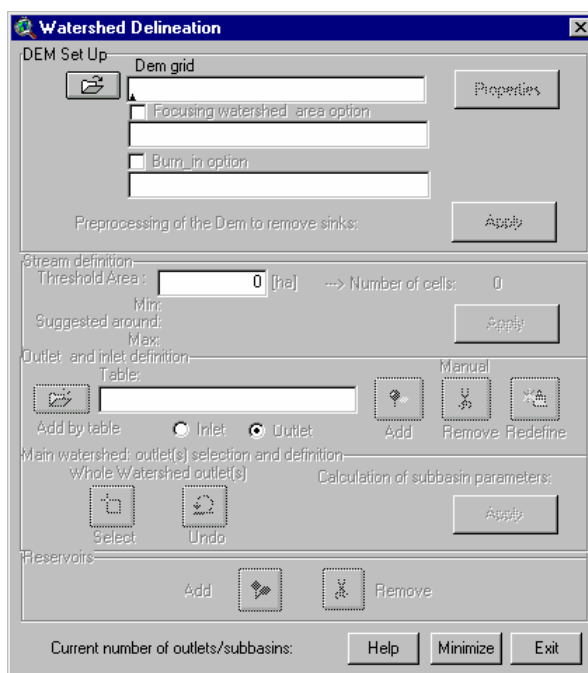 Watershed Delineation
DEM Set Up
Dem grid
Properties
Focusing watershed area option
Burn_in option
Preprocessing of the Dem to remove sinks:
Apply
Stream definition
Threshold Area :
0
[ha]
---> Number of cells:
0
Min:
Suggested around:
Max:
Apply
Outlet and inlet definition
Table:
Manual
Add by table
Inlet
Outlet
Add
Remove
Redefine
Main watershed: outlet(s) selection and definition
Whole Watershed outlet(s)
Calculation of subbasin parameters:
Apply
Select
Undo
Reservoirs
Add
Remove
Current number of outlets/subbasins:
Help
Minimize
Exit